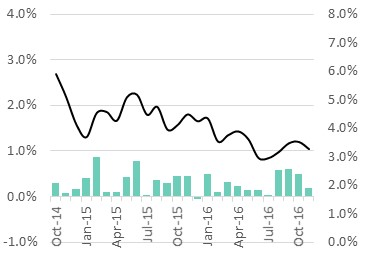 4.0%
3.0%
2.0%
1.0%
0.0%
-1.0%
8.0%
7.0%
6.0%
5.0%
4.0%
3.0%
2.0%
1.0%
0.0%
Oct-14
Jan-15
Apr-15
Jul-15
Oct-15
Jan-16
Apr-16
Jul-16
Oct-16